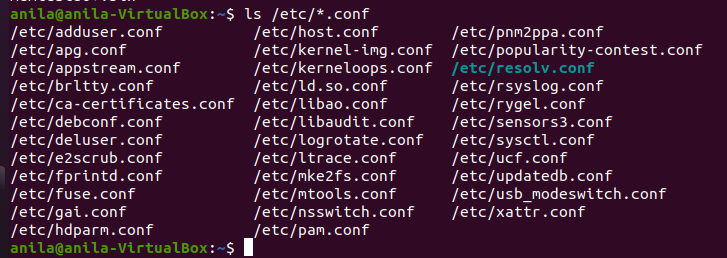 anila@anila-VirtualBox:~$ ls /etc/*.conf
/etc/adduser.conf /etc/host.conf /etc/pnm2ppa.conf
/etc/apg.conf /etc/kernel-img.conf /etc/popularity-contest.conf
/etc/appstream.conf /etc/kerneloops.conf /etc/resolv.conf
/etc/brltty.conf /etc/ld.so.conf /etc/rsyslog.conf
/etc/ca-certificates.conf /etc/libao.conf /etc/rygel.conf
/etc/debconf.conf /etc/libaudit.conf /etc/sensors3.conf
/etc/deluser.conf /etc/logrotate.conf /etc/sysctl.conf
/etc/e2scrub.conf /etc/ltrace.conf /etc/ucf.conf
/etc/fprintd.conf /etc/mke2fs.conf /etc/updatedb.conf
/etc/fuse.conf /etc/mtools.conf /etc/usb_modeswitch.conf
/etc/gai.conf /etc/nsswitch.conf /etc/xattr.conf
/etc/hdparm.conf /etc/pam.conf
anila@anila-VirtualBox:~$